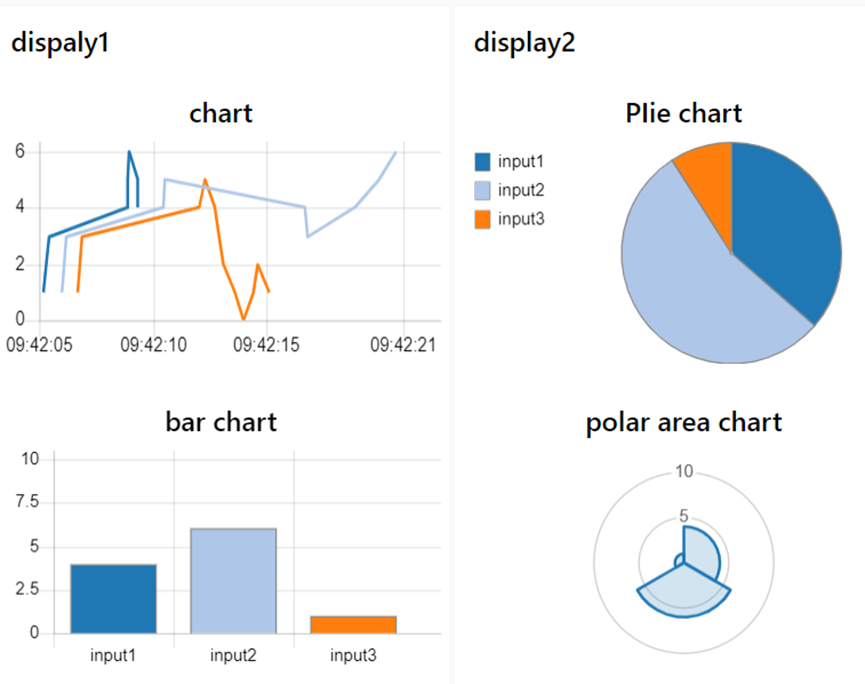 dispaly1
chart
6
4
2
0
09:42:05 09:42:10 09:42:15 09:42:21
bar chart
10
7.5
5
2.5
0
input1 input2 input3
display2
PIie chart
input1
input2
input3
polar area chart
10
5